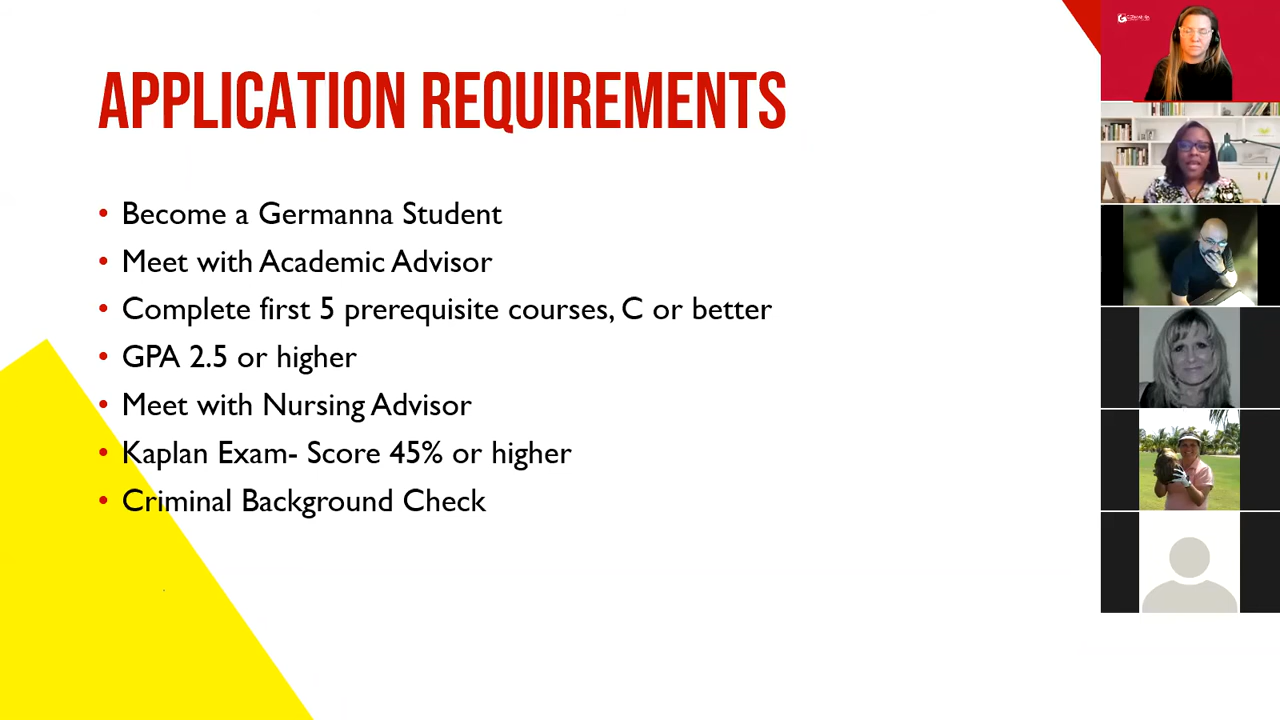 APPLICATION REQUIREMENTS
• Become a Germanna Student
• Meet with Academic Advisor
• Complete first 5 prerequisite courses, C or better
• GPA 2.5 or higher
• Meet with Nursing Advisor
• Kaplan Exam- Score 45% or higher
• Criminal Background Check